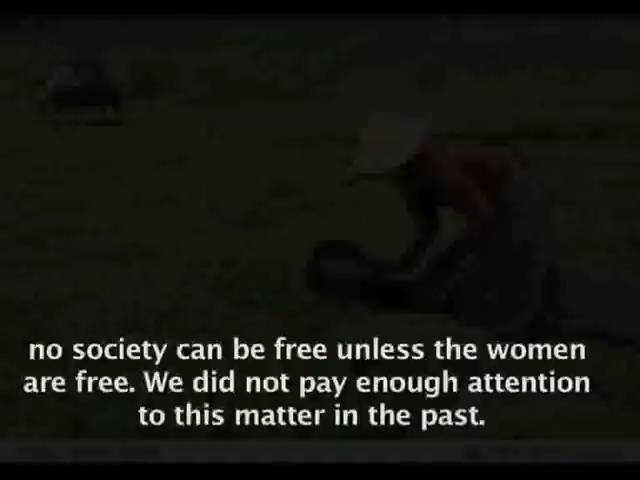 no society can be free unless the women
are free. We did not pay enough attention
to this matter in the past.